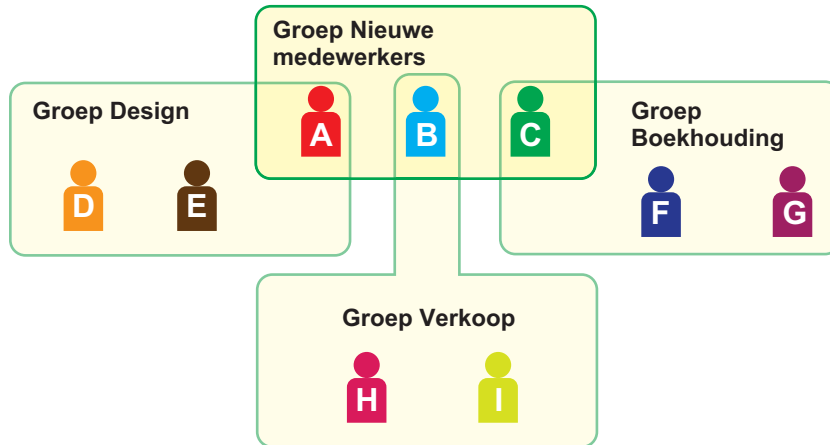 Groep Nieuwe
medewerkers
Groep Design
A
B
C
Groep
Boekhouding
D
E
F
G
Groep Verkoop
H
I